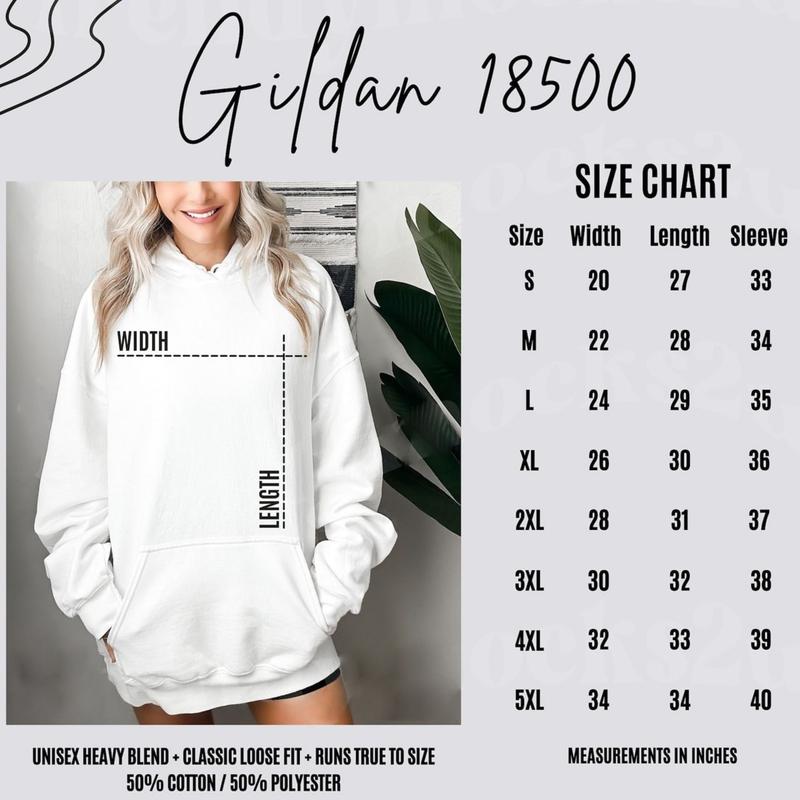 Gildan 18500
SIZE CHART
Size Width Length Sleeve
S 20 27 33
M 22 28 34
L 24 29 35
XL 26 30 36
2XL 28 31 37
3XL 30 32 38
4XL 32 33 39
5XL 34 34 40
WIDTH
LENGTH
UNISEX HEAVY BLEND + CLASSIC LOOSE FIT + RUNS TRUE TO SIZE
50% COTTON / 50% POLYESTER
MEASUREMENTS IN INCHES